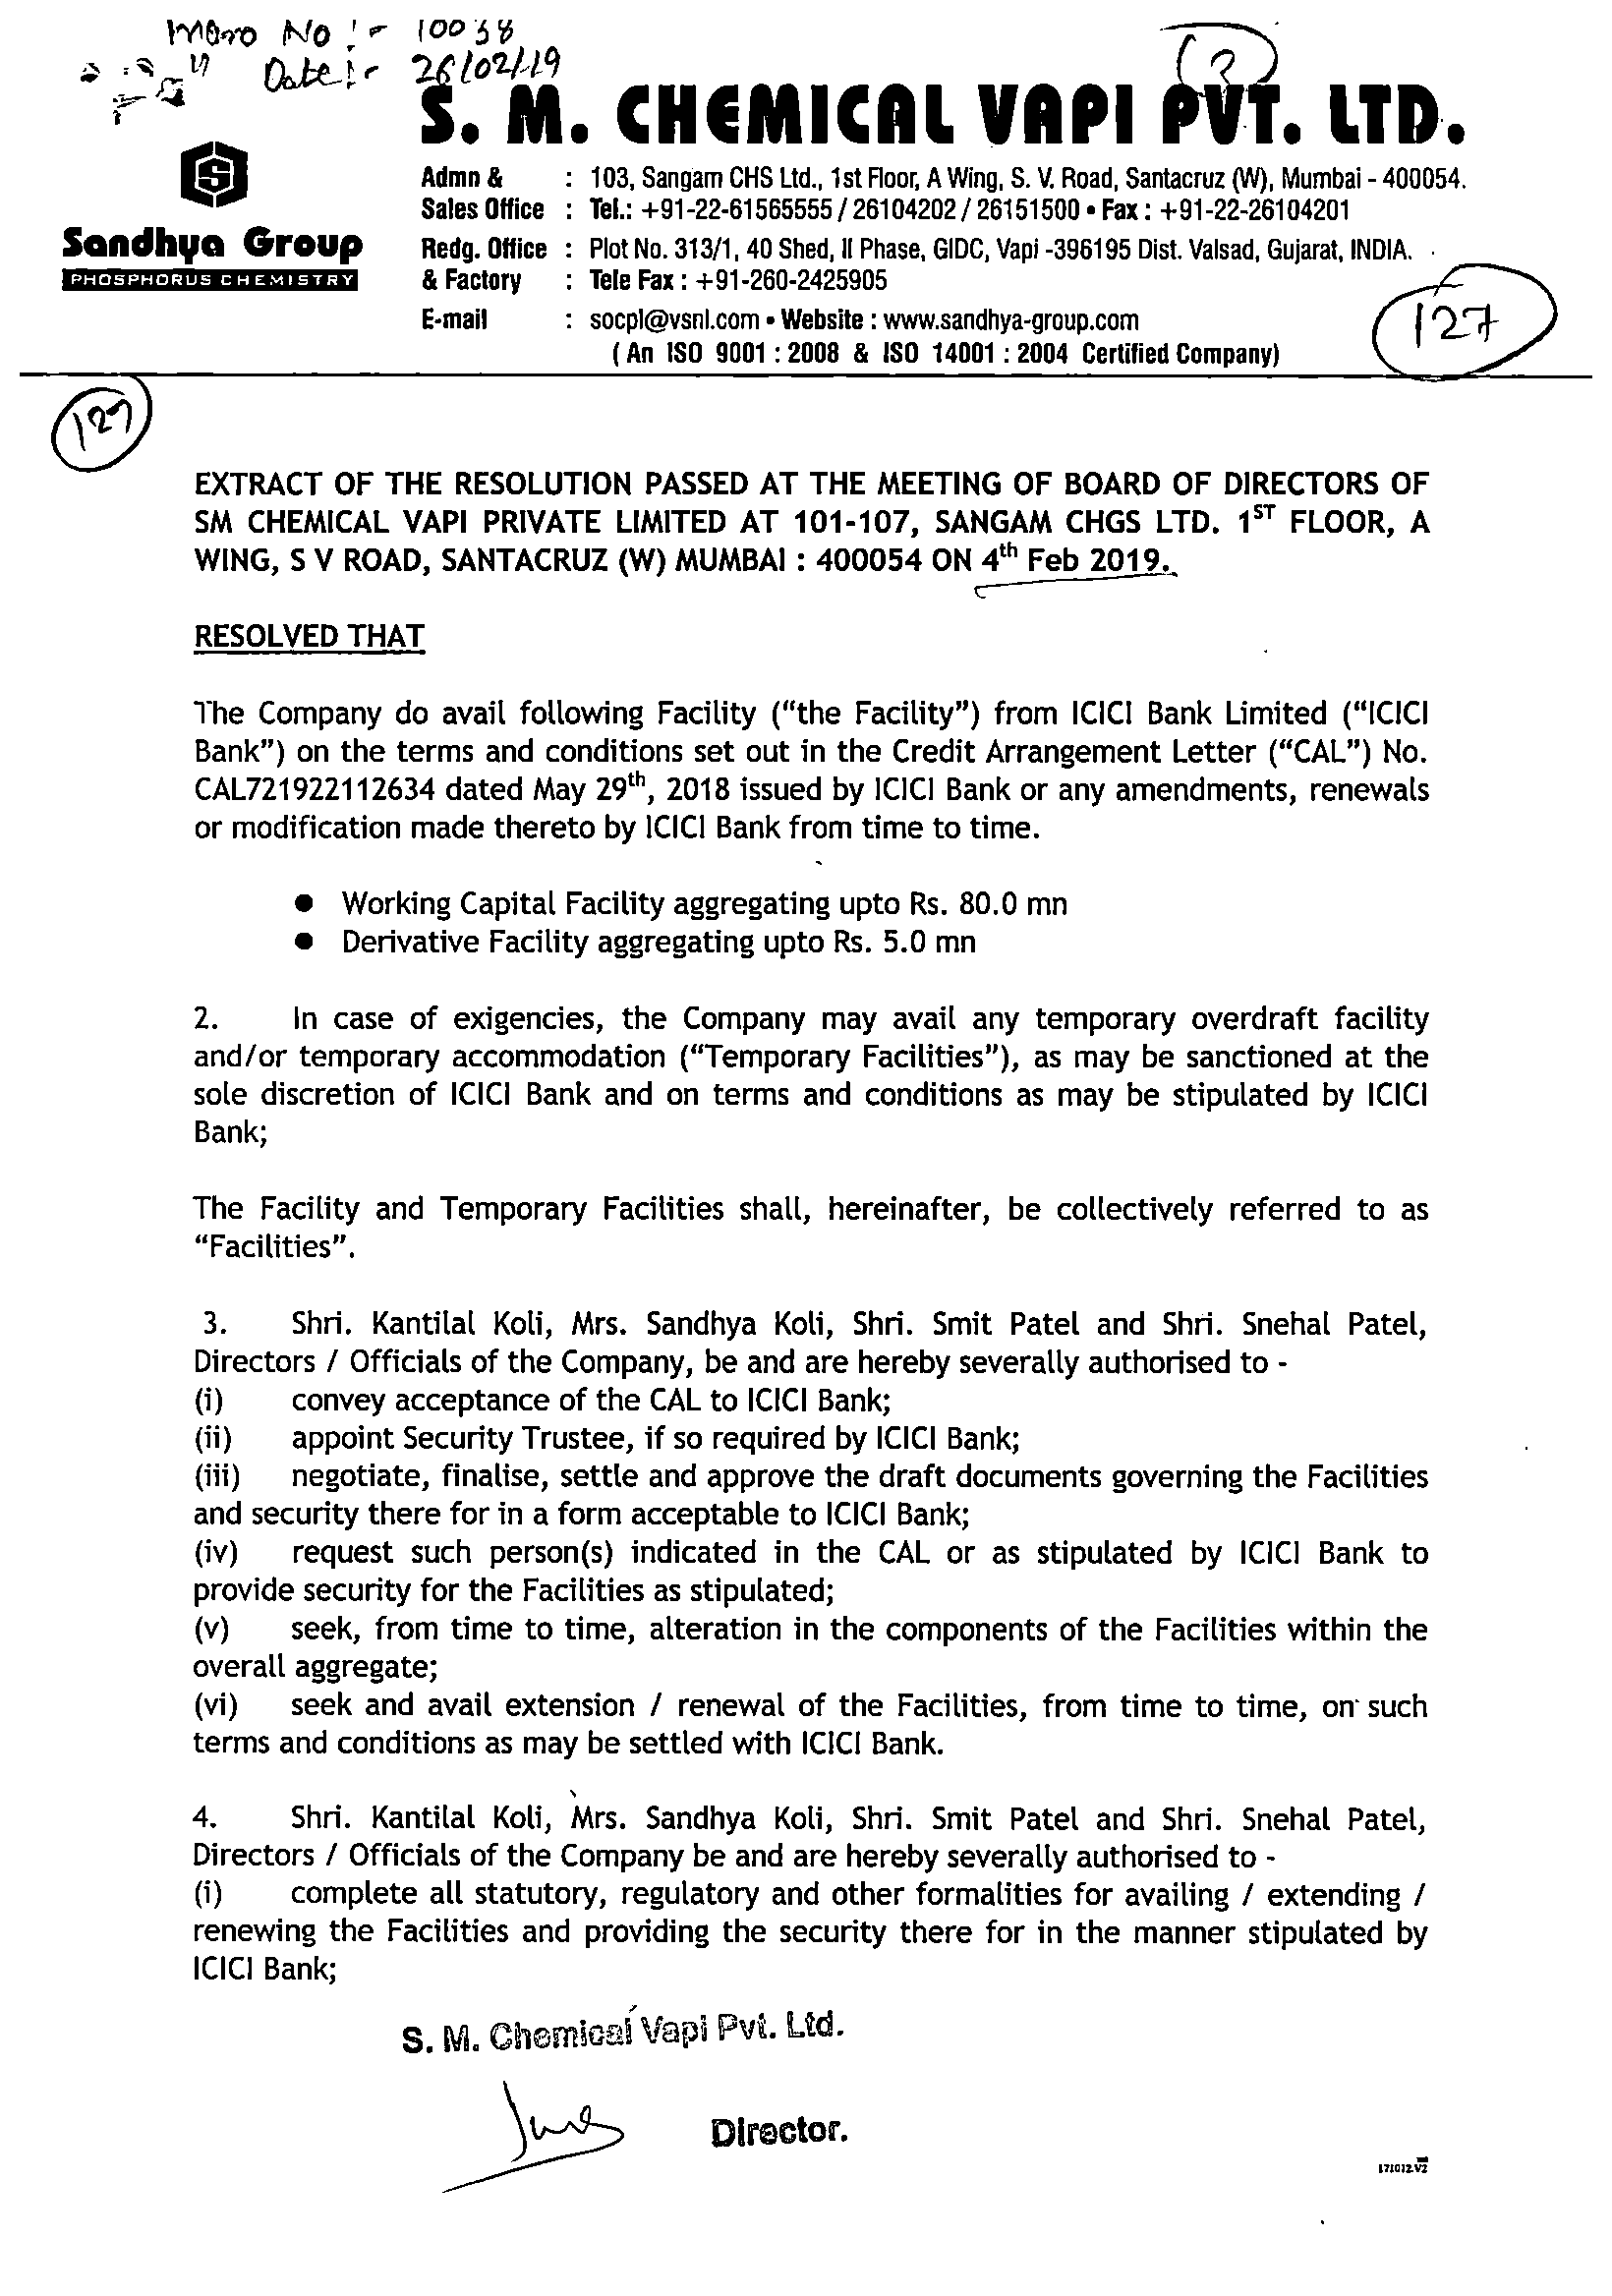 Memo No :- 10038
Date :- 26/02/19
S. M. CHEMICAL VAPI PVT. LTD.
Admn & : 103, Sangam CHS Ltd., 1st Floor, A Wing, S. V. Road, Santacruz (W), Mumbai - 400054.
Sales Office : Tel.: +91-22-61565555 / 26104202 / 26151500 • Fax : +91-22-26104201
Sandhya Group
PHOSPHORUS CHEMISTRY
Redg. Office : Plot No. 313/1, 40 Shed, II Phase, GIDC, Vapi -396195 Dist. Valsad, Gujarat, INDIA.
& Factory : Tele Fax : +91-260-2425905
E-mail : socpl@vsnl.com • Website : www.sandhya-group.com
( An ISO 9001 : 2008 & ISO 14001 : 2004 Certified Company)
127
127
EXTRACT OF THE RESOLUTION PASSED AT THE MEETING OF BOARD OF DIRECTORS OF
SM CHEMICAL VAPI PRIVATE LIMITED AT 101-107, SANGAM CHGS LTD. 1ST FLOOR, A
WING, S V ROAD, SANTACRUZ (W) MUMBAI : 400054 ON 4th Feb 2019.
RESOLVED THAT
The Company do avail following Facility (“the Facility”) from ICICI Bank Limited (“ICICI
Bank”) on the terms and conditions set out in the Credit Arrangement Letter (“CAL”) No.
CAL721922112634 dated May 29th, 2018 issued by ICICI Bank or any amendments, renewals
or modification made thereto by ICICI Bank from time to time.
● Working Capital Facility aggregating upto Rs. 80.0 mn
● Derivative Facility aggregating upto Rs. 5.0 mn
2. In case of exigencies, the Company may avail any temporary overdraft facility
and/or temporary accommodation (“Temporary Facilities”), as may be sanctioned at the
sole discretion of ICICI Bank and on terms and conditions as may be stipulated by ICICI
Bank;
The Facility and Temporary Facilities shall, hereinafter, be collectively referred to as
“Facilities”.
3. Shri. Kantilal Koli, Mrs. Sandhya Koli, Shri. Smit Patel and Shri. Snehal Patel,
Directors / Officials of the Company, be and are hereby severally authorised to -
(i) convey acceptance of the CAL to ICICI Bank;
(ii) appoint Security Trustee, if so required by ICICI Bank;
(iii) negotiate, finalise, settle and approve the draft documents governing the Facilities
and security there for in a form acceptable to ICICI Bank;
(iv) request such person(s) indicated in the CAL or as stipulated by ICICI Bank to
provide security for the Facilities as stipulated;
(v) seek, from time to time, alteration in the components of the Facilities within the
overall aggregate;
(vi) seek and avail extension / renewal of the Facilities, from time to time, on such
terms and conditions as may be settled with ICICI Bank.
4. Shri. Kantilal Koli, Mrs. Sandhya Koli, Shri. Smit Patel and Shri. Snehal Patel,
Directors / Officials of the Company be and are hereby severally authorised to -
(i) complete all statutory, regulatory and other formalities for availing / extending /
renewing the Facilities and providing the security there for in the manner stipulated by
ICICI Bank;
S. M. Chemical Vapi Pvt. Ltd.
Director.
171012.V2